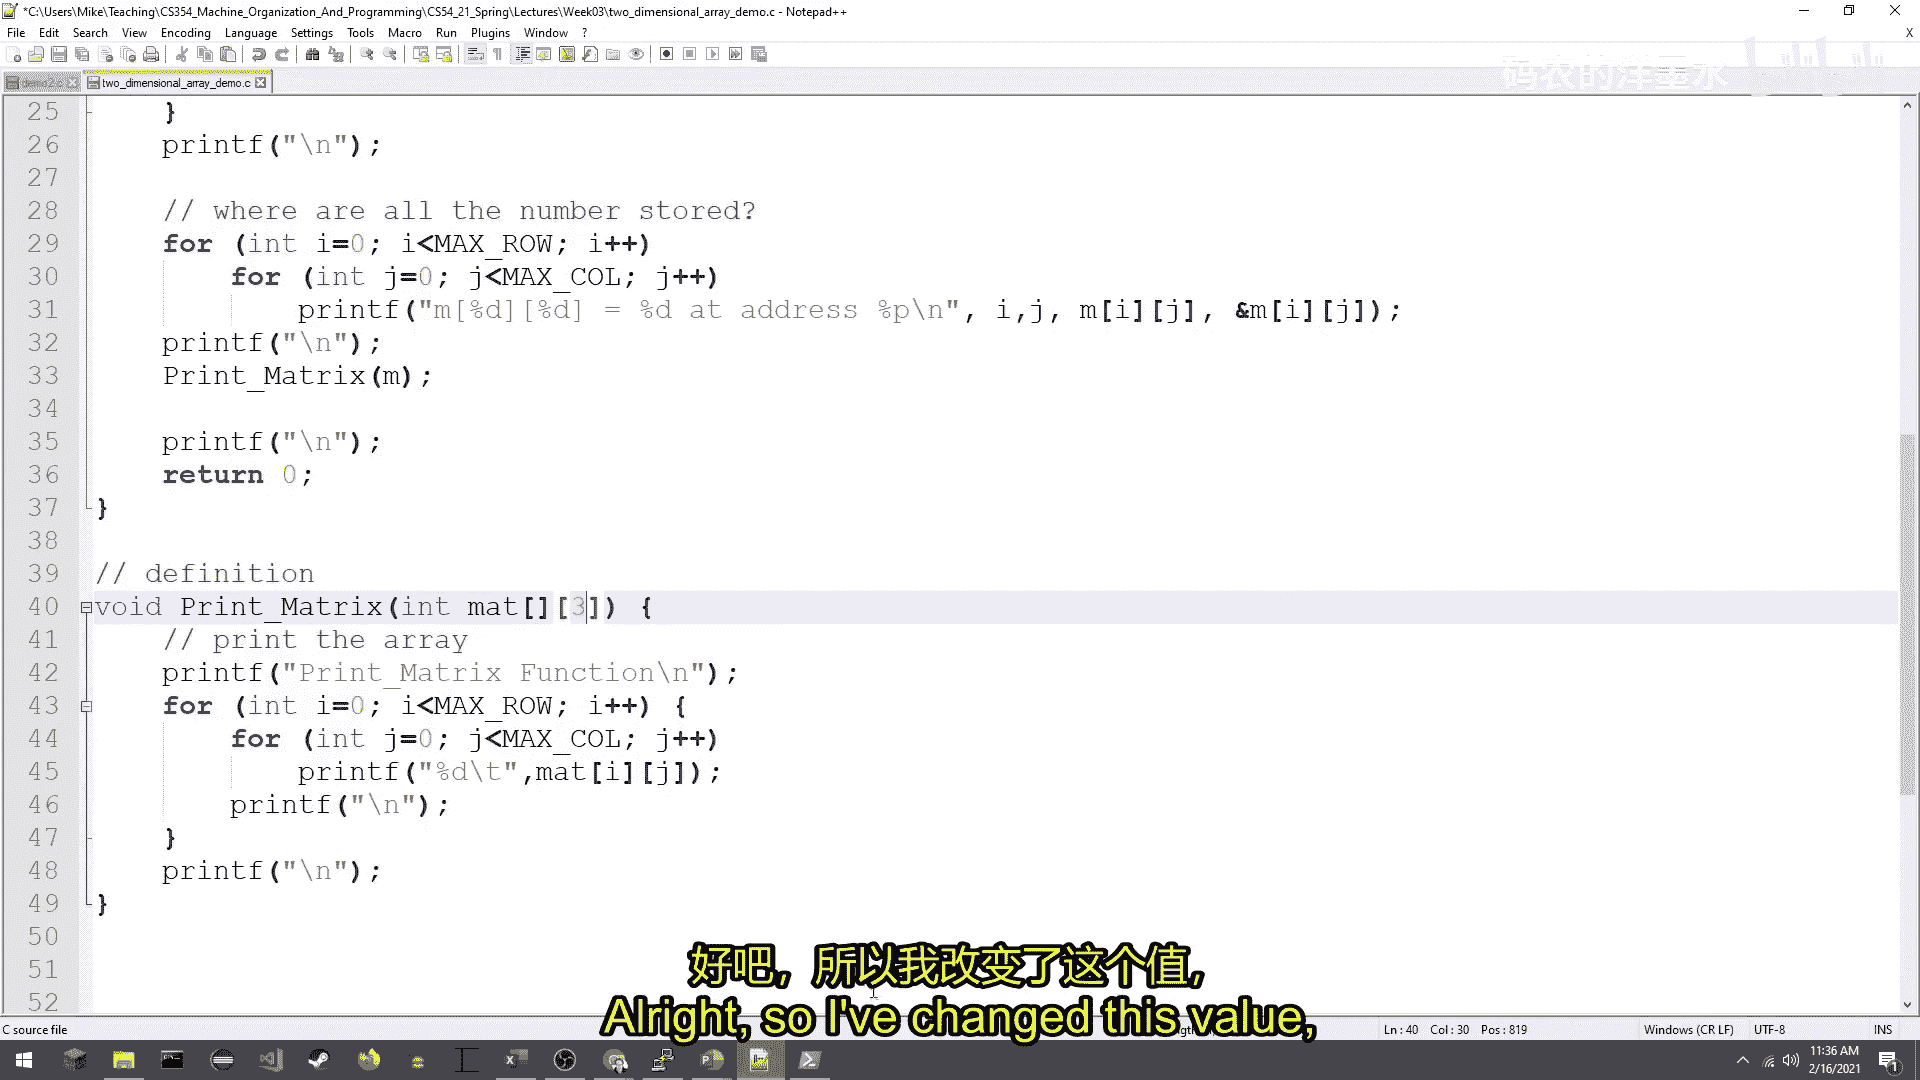 *C:\Users\Mike\Teaching\CS354_Machine_Organization_And_Programming\CS54_21_Spring\Lectures\Week03\two_dimensional_array_demo.c - Notepad++
File Edit Search View Encoding Language Settings Tools Macro Run Plugins Window ? X
码农的洋墨水
demo2.c two_dimensional_array_demo.c
25 }
26 printf("\n");
27
28 // where are all the number stored?
29 for (int i=0; i<MAX_ROW; i++)
30 for (int j=0; j<MAX_COL; j++)
31 printf("m[%d][%d] = %d at address %p\n", i,j, m[i][j], &m[i][j]);
32 printf("\n");
33 Print_Matrix(m);
34
35 printf("\n");
36 return 0;
37 }
38
39 // definition
40 void Print_Matrix(int mat[][3]) {
41 // print the array
42 printf("Print_Matrix Function\n");
43 for (int i=0; i<MAX_ROW; i++) {
44 for (int j=0; j<MAX_COL; j++)
45 printf("%d\t",mat[i][j]);
46 printf("\n");
47 }
48 printf("\n");
49 }
50
51
52
好吧，所以我改变了这个值，
Alright, so I've changed this value,
C source file Ln: 40 Col: 30 Pos: 819 Windows (CR LF) UTF-8 INS
11:36 AM
2/16/2021